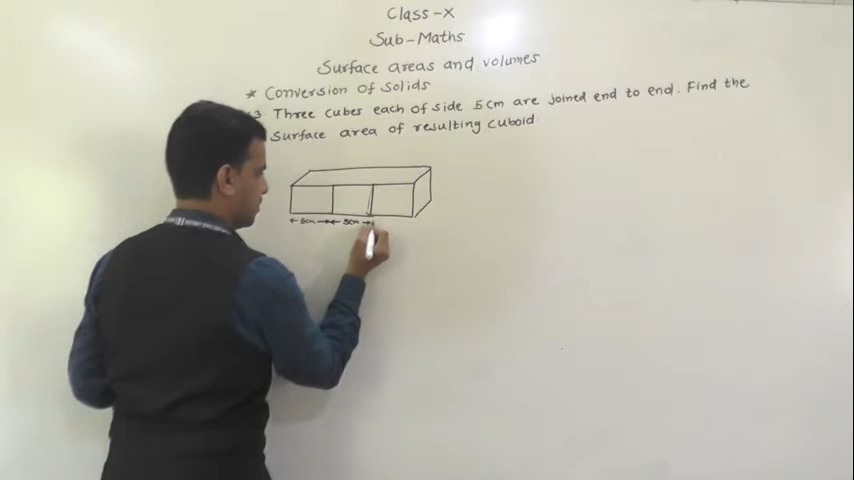 Class-X
Sub-Maths
Surface areas and volumes
* Conversion of Solids
3 Three cubes each of side 5cm are joined end to end. Find the
Surface area of resulting cuboid.
5cm 5cm